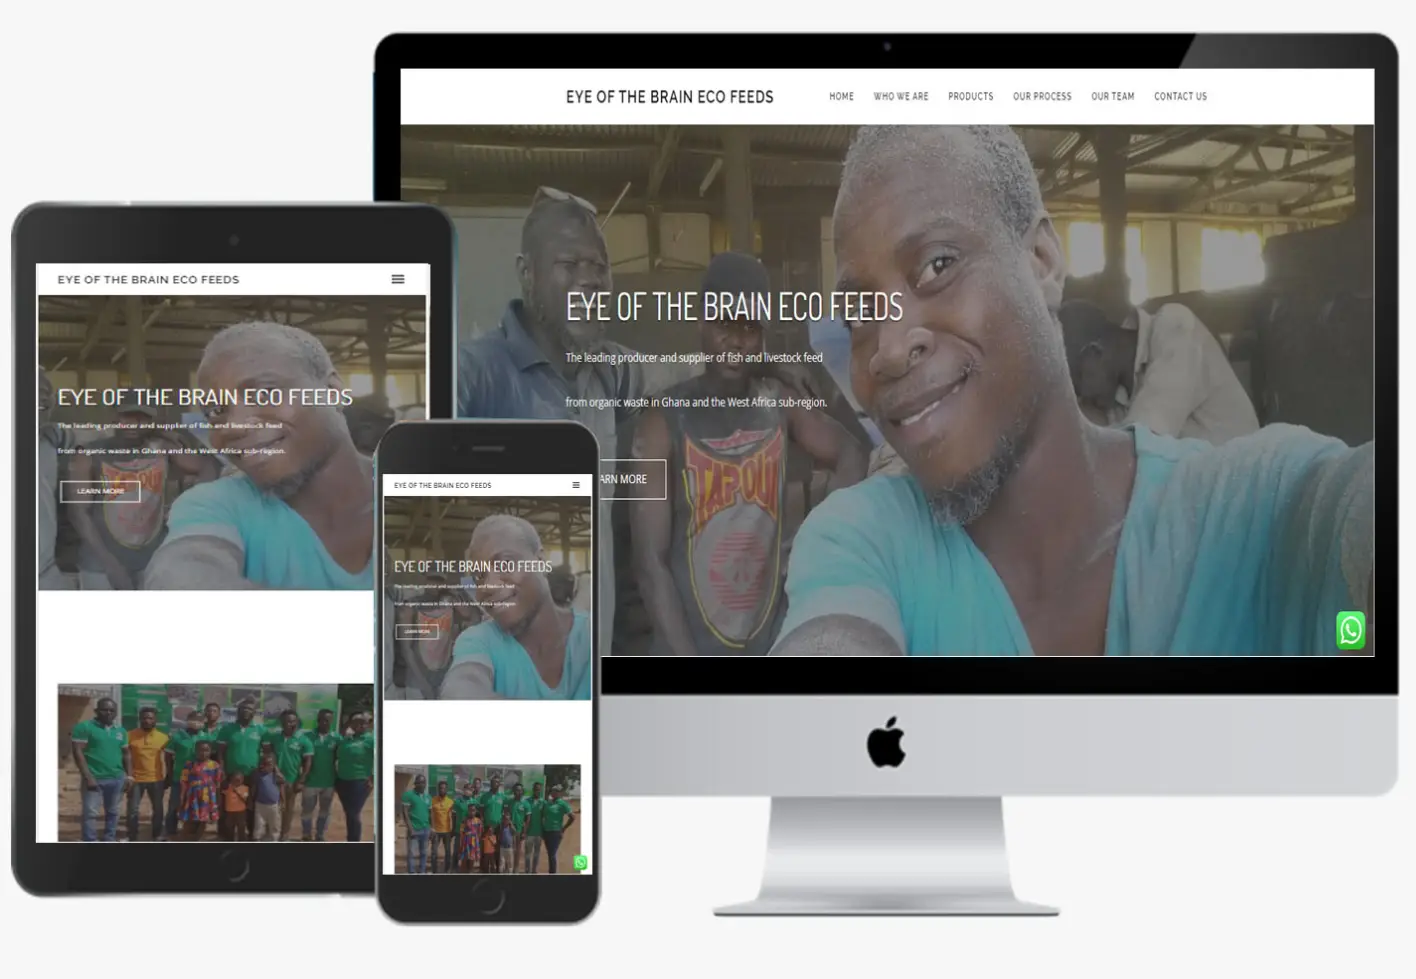 EYE OF THE BRAIN ECO FEEDS
HOME WHO WE ARE PRODUCTS OUR PROCESS OUR TEAM CONTACT US
EYE OF THE BRAIN ECO FEEDS
The leading producer and supplier of fish and livestock feed
from organic waste in Ghana and the West Africa sub-region.
ARN MORE
TAPOUT
EYE OF THE BRAIN ECO FEEDS
EYE OF THE BRAIN ECO FEEDS
The leading producer and supplier of fish and livestock feed
from organic waste in Ghana and the West Africa sub-region.
LEARN MORE
EYE OF THE BRAIN ECO FEEDS
EYE OF THE BRAIN ECO FEEDS
The leading producer and supplier of fish and livestock feed
from organic waste in Ghana and the West Africa sub-region.
LEARN MORE